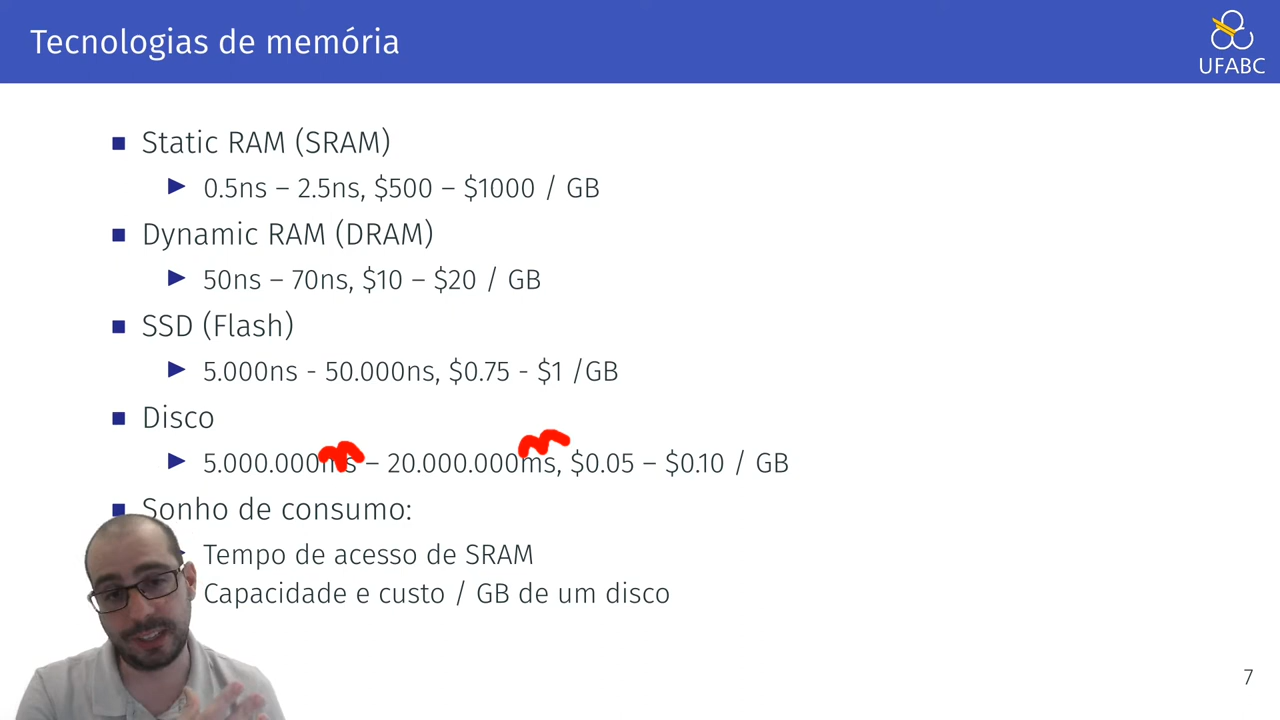 Tecnologias de memória
UFABC
Static RAM (SRAM)
0.5ns – 2.5ns, $500 – $1000 / GB
Dynamic RAM (DRAM)
50ns – 70ns, $10 – $20 / GB
SSD (Flash)
5.000ns - 50.000ns, $0.75 - $1 /GB
Disco
5.000.000ms – 20.000.000ms, $0.05 – $0.10 / GB
Sonho de consumo:
Tempo de acesso de SRAM
Capacidade e custo / GB de um disco
7